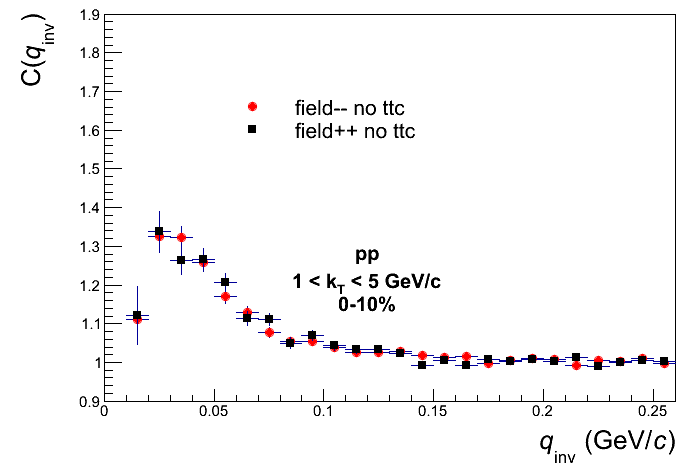 C(q_inv)
1.9
1.8
1.7
1.6
1.5
1.4
1.3
1.2
1.1
1
0.9
field-- no ttc
field++ no ttc
pp
1 < k_T < 5 GeV/c
0-10%
0 0.05 0.1 0.15 0.2 0.25
q_inv (GeV/c)